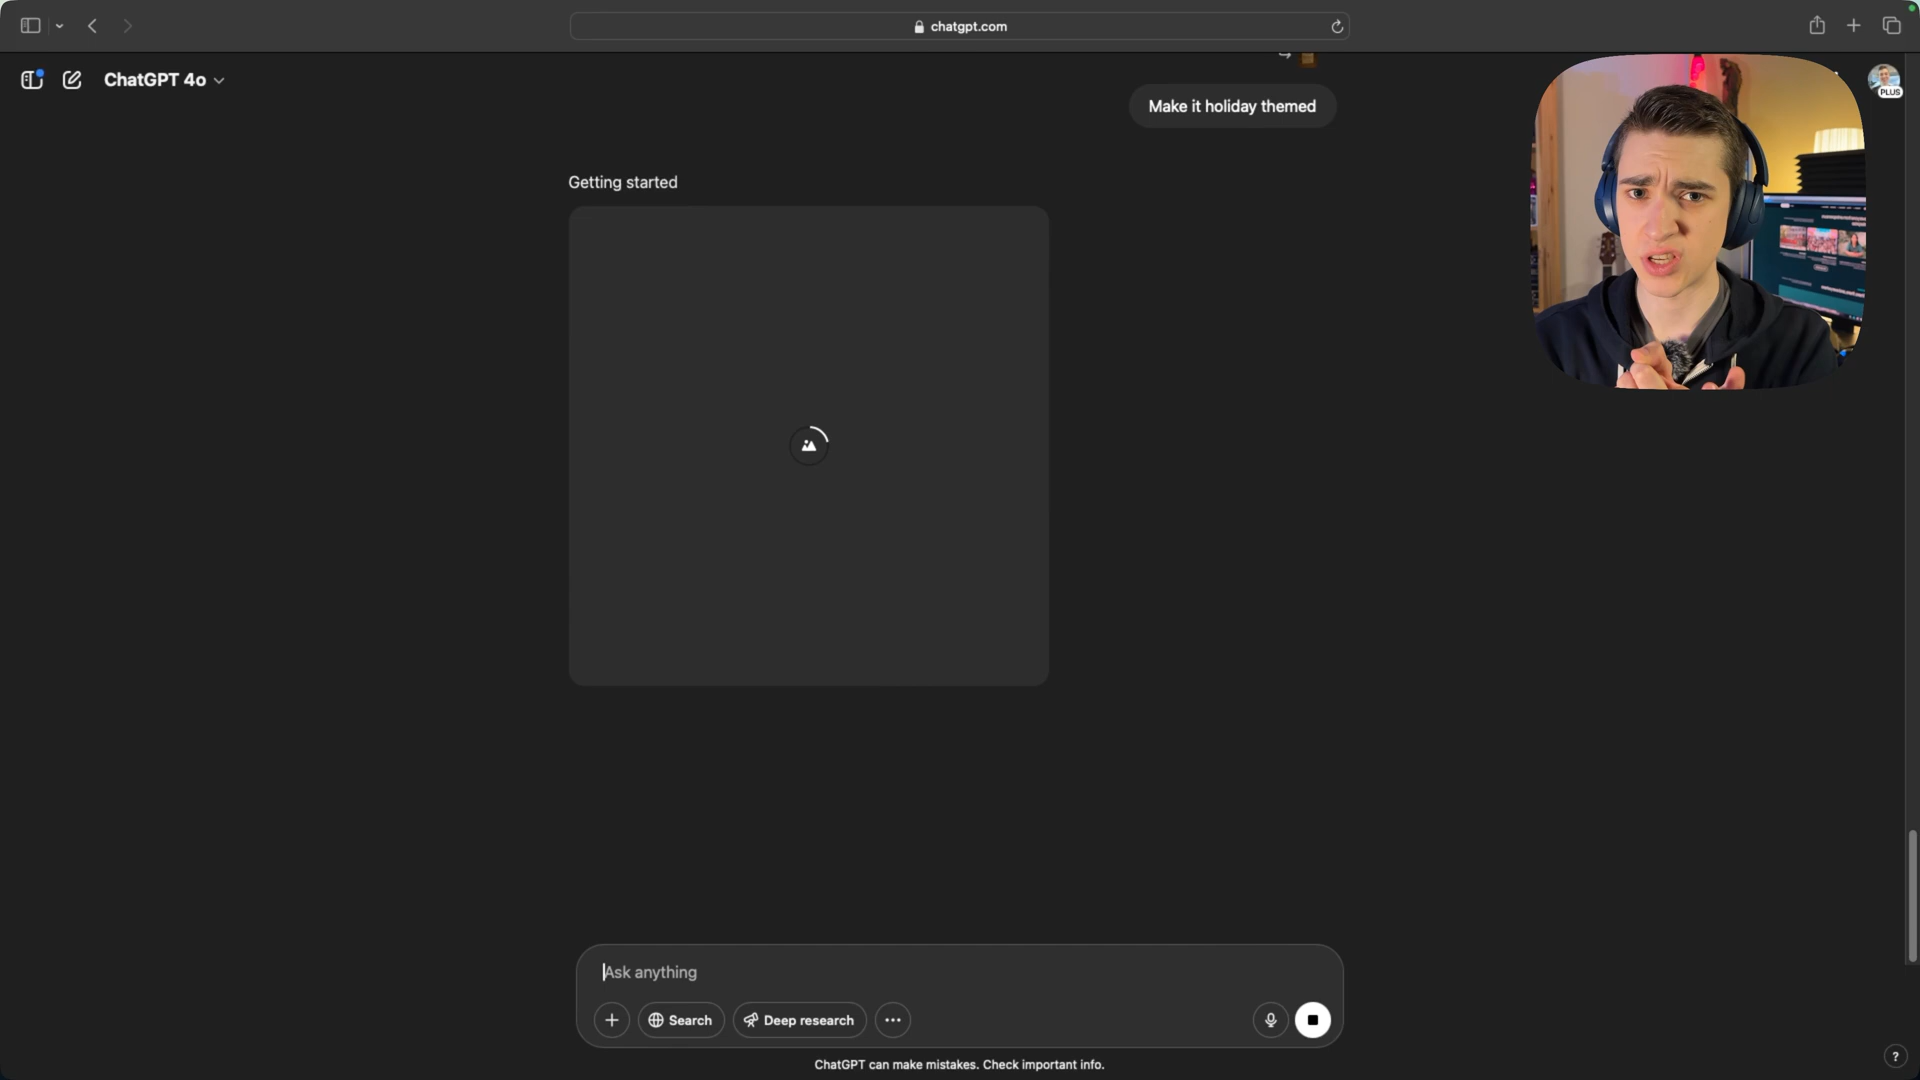 chatgpt.com
ChatGPT 4o
PLUS
Make it holiday themed
Getting started
Ask anything
Search
Deep research
ChatGPT can make mistakes. Check important info.
?